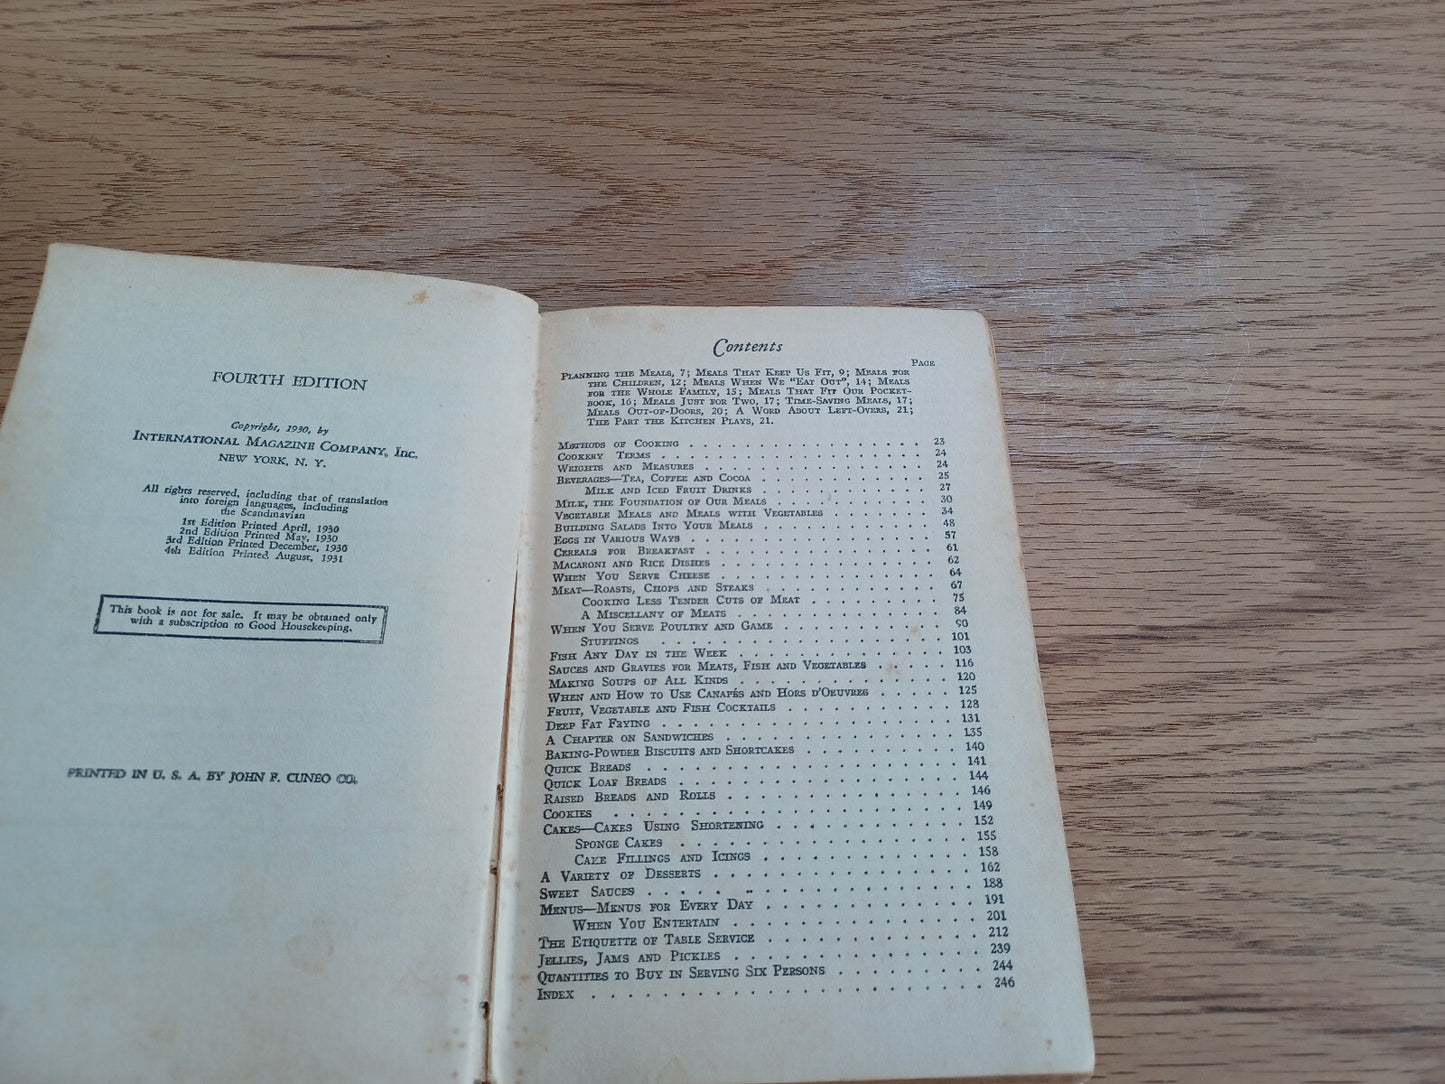 FOURTH EDITION
Copyright, 1930, by
INTERNATIONAL MAGAZINE COMPANY, INC.
NEW YORK, N. Y.
All rights reserved, including that of translation
into foreign languages, including
the Scandinavian
1st Edition Printed April, 1930
2nd Edition Printed May, 1930
3rd Edition Printed December, 1930
4th Edition Printed, August, 1931
This book is not for sale. It may be obtained only
with a subscription to Good Housekeeping.
PRINTED IN U. S. A. BY JOHN F. CUNEO CO.
Contents
PAGE
PLANNING THE MEALS, 7; MEALS THAT KEEP US FIT, 9; MEALS FOR
THE CHILDREN, 12; MEALS WHEN WE "EAT OUT", 14; MEALS
FOR THE WHOLE FAMILY, 15; MEALS THAT FIT OUR POCKET-
BOOK, 16; MEALS JUST FOR TWO, 17; TIME-SAVING MEALS, 17;
MEALS OUT-OF-DOORS, 20; A WORD ABOUT LEFT-OVERS, 21;
THE PART THE KITCHEN PLAYS, 21.
METHODS OF COOKING . . . . . . . . . . . . . . . . 23
COOKERY TERMS . . . . . . . . . . . . . . . . . . 24
WEIGHTS AND MEASURES . . . . . . . . . . . . . . . 24
BEVERAGES—TEA, COFFEE AND COCOA . . . . . . . . . . . 25
MILK AND ICED FRUIT DRINKS . . . . . . . . . . . 27
MILK, THE FOUNDATION OF OUR MEALS . . . . . . . . . . 30
VEGETABLE MEALS AND MEALS WITH VEGETABLES . . . . . . . 34
BUILDING SALADS INTO YOUR MEALS . . . . . . . . . . . 48
EGGS IN VARIOUS WAYS . . . . . . . . . . . . . . . . 57
CEREALS FOR BREAKFAST . . . . . . . . . . . . . . . 61
MACARONI AND RICE DISHES . . . . . . . . . . . . . . 62
WHEN YOU SERVE CHEESE . . . . . . . . . . . . . . 64
MEAT—ROASTS, CHOPS AND STEAKS . . . . . . . . . . . 67
COOKING LESS TENDER CUTS OF MEAT . . . . . . . . . 75
A MISCELLANY OF MEATS . . . . . . . . . . . . . 84
WHEN YOU SERVE POULTRY AND GAME . . . . . . . . . . 90
STUFFINGS . . . . . . . . . . . . . . . . . 101
FISH ANY DAY IN THE WEEK . . . . . . . . . . . . . 103
SAUCES AND GRAVIES FOR MEATS, FISH AND VEGETABLES . . . . . 116
MAKING SOUPS OF ALL KINDS . . . . . . . . . . . . . 120
WHEN AND HOW TO USE CANAPÉS AND HORS D'OEUVRES . . . . . 125
FRUIT, VEGETABLE AND FISH COCKTAILS . . . . . . . . . . 128
DEEP FAT FRYING . . . . . . . . . . . . . . . . . 131
A CHAPTER ON SANDWICHES . . . . . . . . . . . . . . 135
BAKING-POWDER BISCUITS AND SHORTCAKES . . . . . . . . . 140
QUICK BREADS . . . . . . . . . . . . . . . . . . 141
QUICK LOAF BREADS . . . . . . . . . . . . . . . . 144
RAISED BREADS AND ROLLS . . . . . . . . . . . . . . 146
COOKIES . . . . . . . . . . . . . . . . . . . 149
CAKES—CAKES USING SHORTENING . . . . . . . . . . . . 152
SPONGE CAKES . . . . . . . . . . . . . . . . 155
CAKE FILLINGS AND ICINGS . . . . . . . . . . . . 158
A VARIETY OF DESSERTS . . . . . . . . . . . . . . . 162
SWEET SAUCES . . . . . . . . . . . . . . . . . . 188
MENUS—MENUS FOR EVERY DAY . . . . . . . . . . . . . 191
WHEN YOU ENTERTAIN . . . . . . . . . . . . . . 201
THE ETIQUETTE OF TABLE SERVICE . . . . . . . . . . . . 212
JELLIES, JAMS AND PICKLES . . . . . . . . . . . . . . 239
QUANTITIES TO BUY IN SERVING SIX PERSONS . . . . . . . . 244
INDEX . . . . . . . . . . . . . . . . . . . . 246